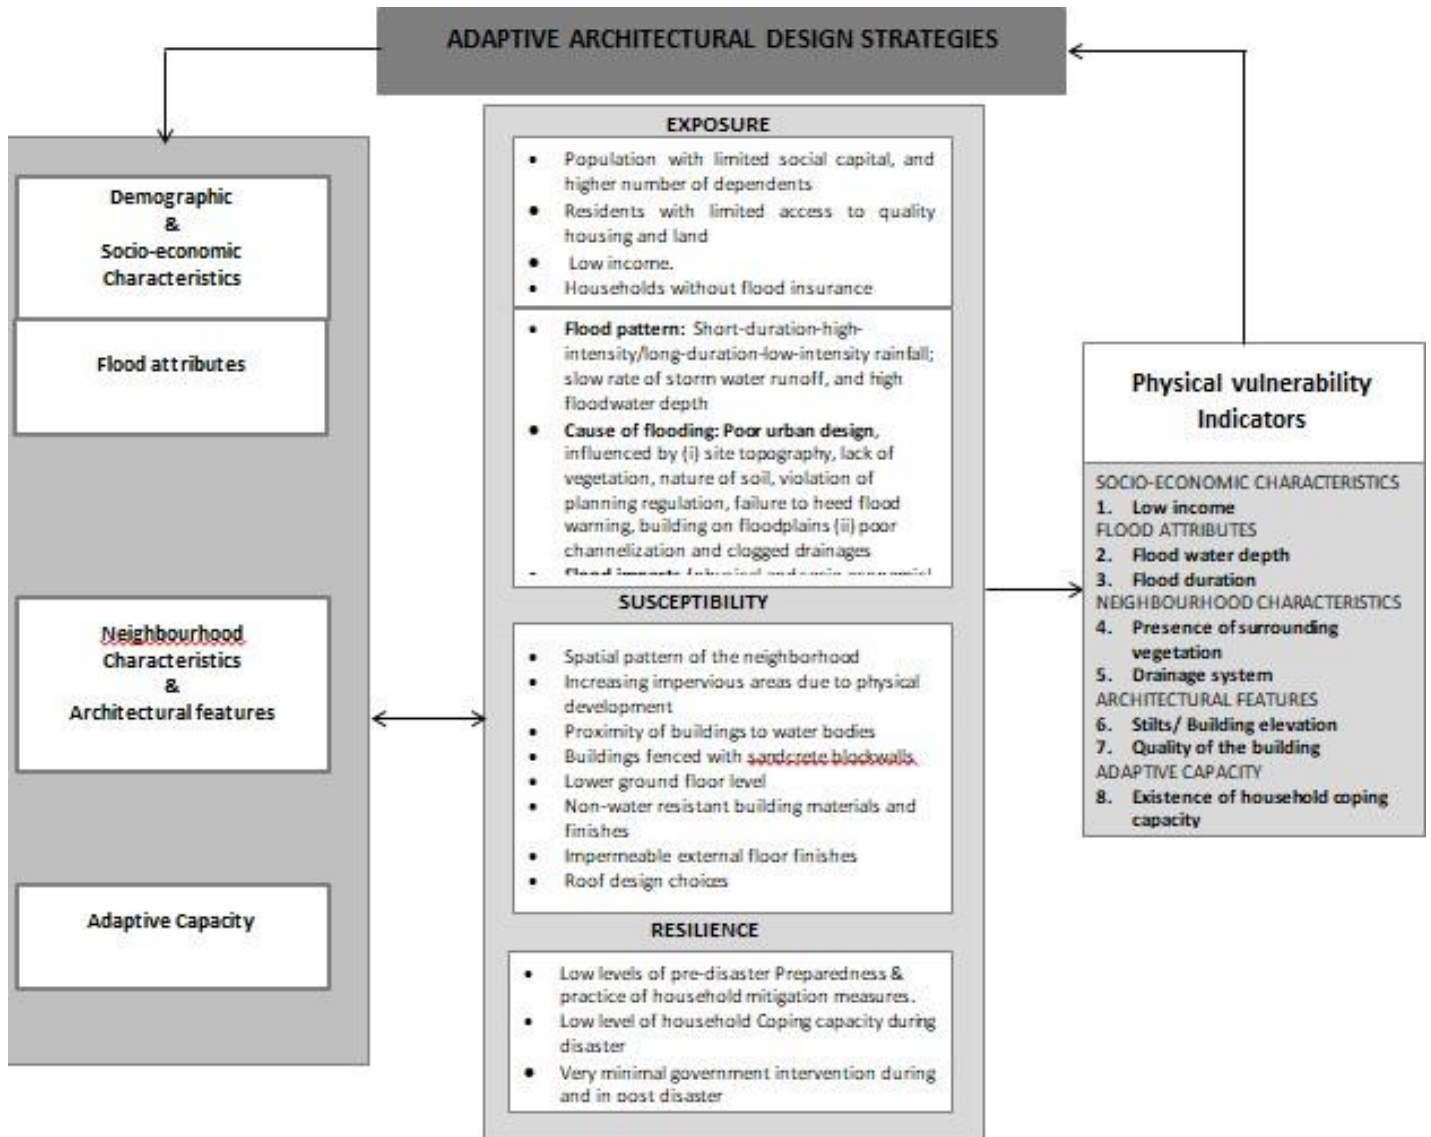 ADAPTIVE ARCHITECTURAL DESIGN STRATEGIES
Demographic
&
Socio-economic
Characteristics
Flood attributes
Neighbourhood
Characteristics
&
Architectural features
Adaptive Capacity
EXPOSURE
• Population with limited social capital, and
higher number of dependents
• Residents with limited access to quality
housing and land
• Low income.
• Households without flood insurance
• Flood pattern: Short-duration-high-
intensity/long-duration-low-intensity rainfall;
slow rate of storm water runoff, and high
floodwater depth
• Cause of flooding: Poor urban design,
influenced by (i) site topography, lack of
vegetation, nature of soil, violation of
planning regulation, failure to heed flood
warning, building on floodplains (ii) poor
channelization and clogged drainages
• Flood impacts (physical and socio-economic)
SUSCEPTIBILITY
• Spatial pattern of the neighborhood
• Increasing impervious areas due to physical
development
• Proximity of buildings to water bodies
• Buildings fenced with sandcrete blockwalls
• Lower ground floor level
• Non-water resistant building materials and
finishes
• Impermeable external floor finishes
• Roof design choices
RESILIENCE
• Low levels of pre-disaster Preparedness &
practice of household mitigation measures.
• Low level of household Coping capacity during
disaster
• Very minimal government intervention during
and in post disaster
Physical vulnerability
Indicators
SOCIO-ECONOMIC CHARACTERISTICS
1. Low income
FLOOD ATTRIBUTES
2. Flood water depth
3. Flood duration
NEIGHBOURHOOD CHARACTERISTICS
4. Presence of surrounding
vegetation
5. Drainage system
ARCHITECTURAL FEATURES
6. Stilts/ Building elevation
7. Quality of the building
ADAPTIVE CAPACITY
8. Existence of household coping
capacity